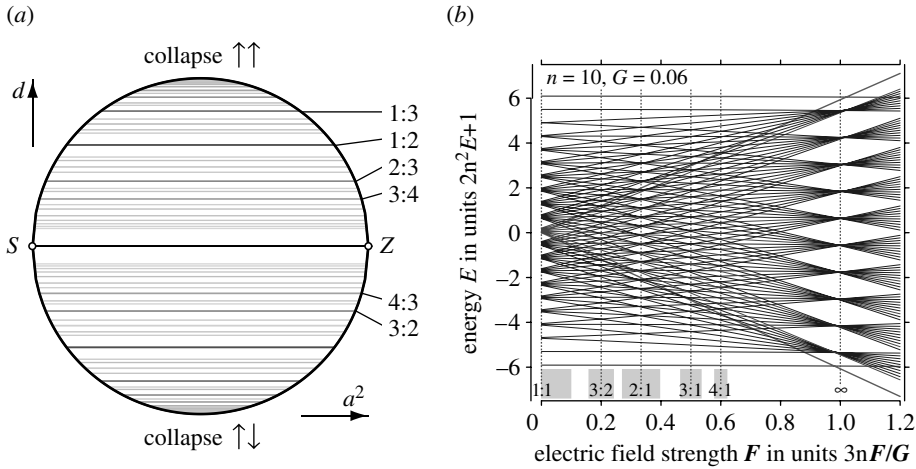 (a)
collapse ↑↑
d
1:3
1:2
2:3
3:4
S
Z
4:3
3:2
a²
collapse ↑↓
(b)
n = 10, G = 0.06
energy E in units 2n²E+1
6
4
2
0
−2
−4
−6
1:1
3:2
2:1
3:1
4:1
∞
0
0.2
0.4
0.6
0.8
1.0
1.2
electric field strength F in units 3nF/G